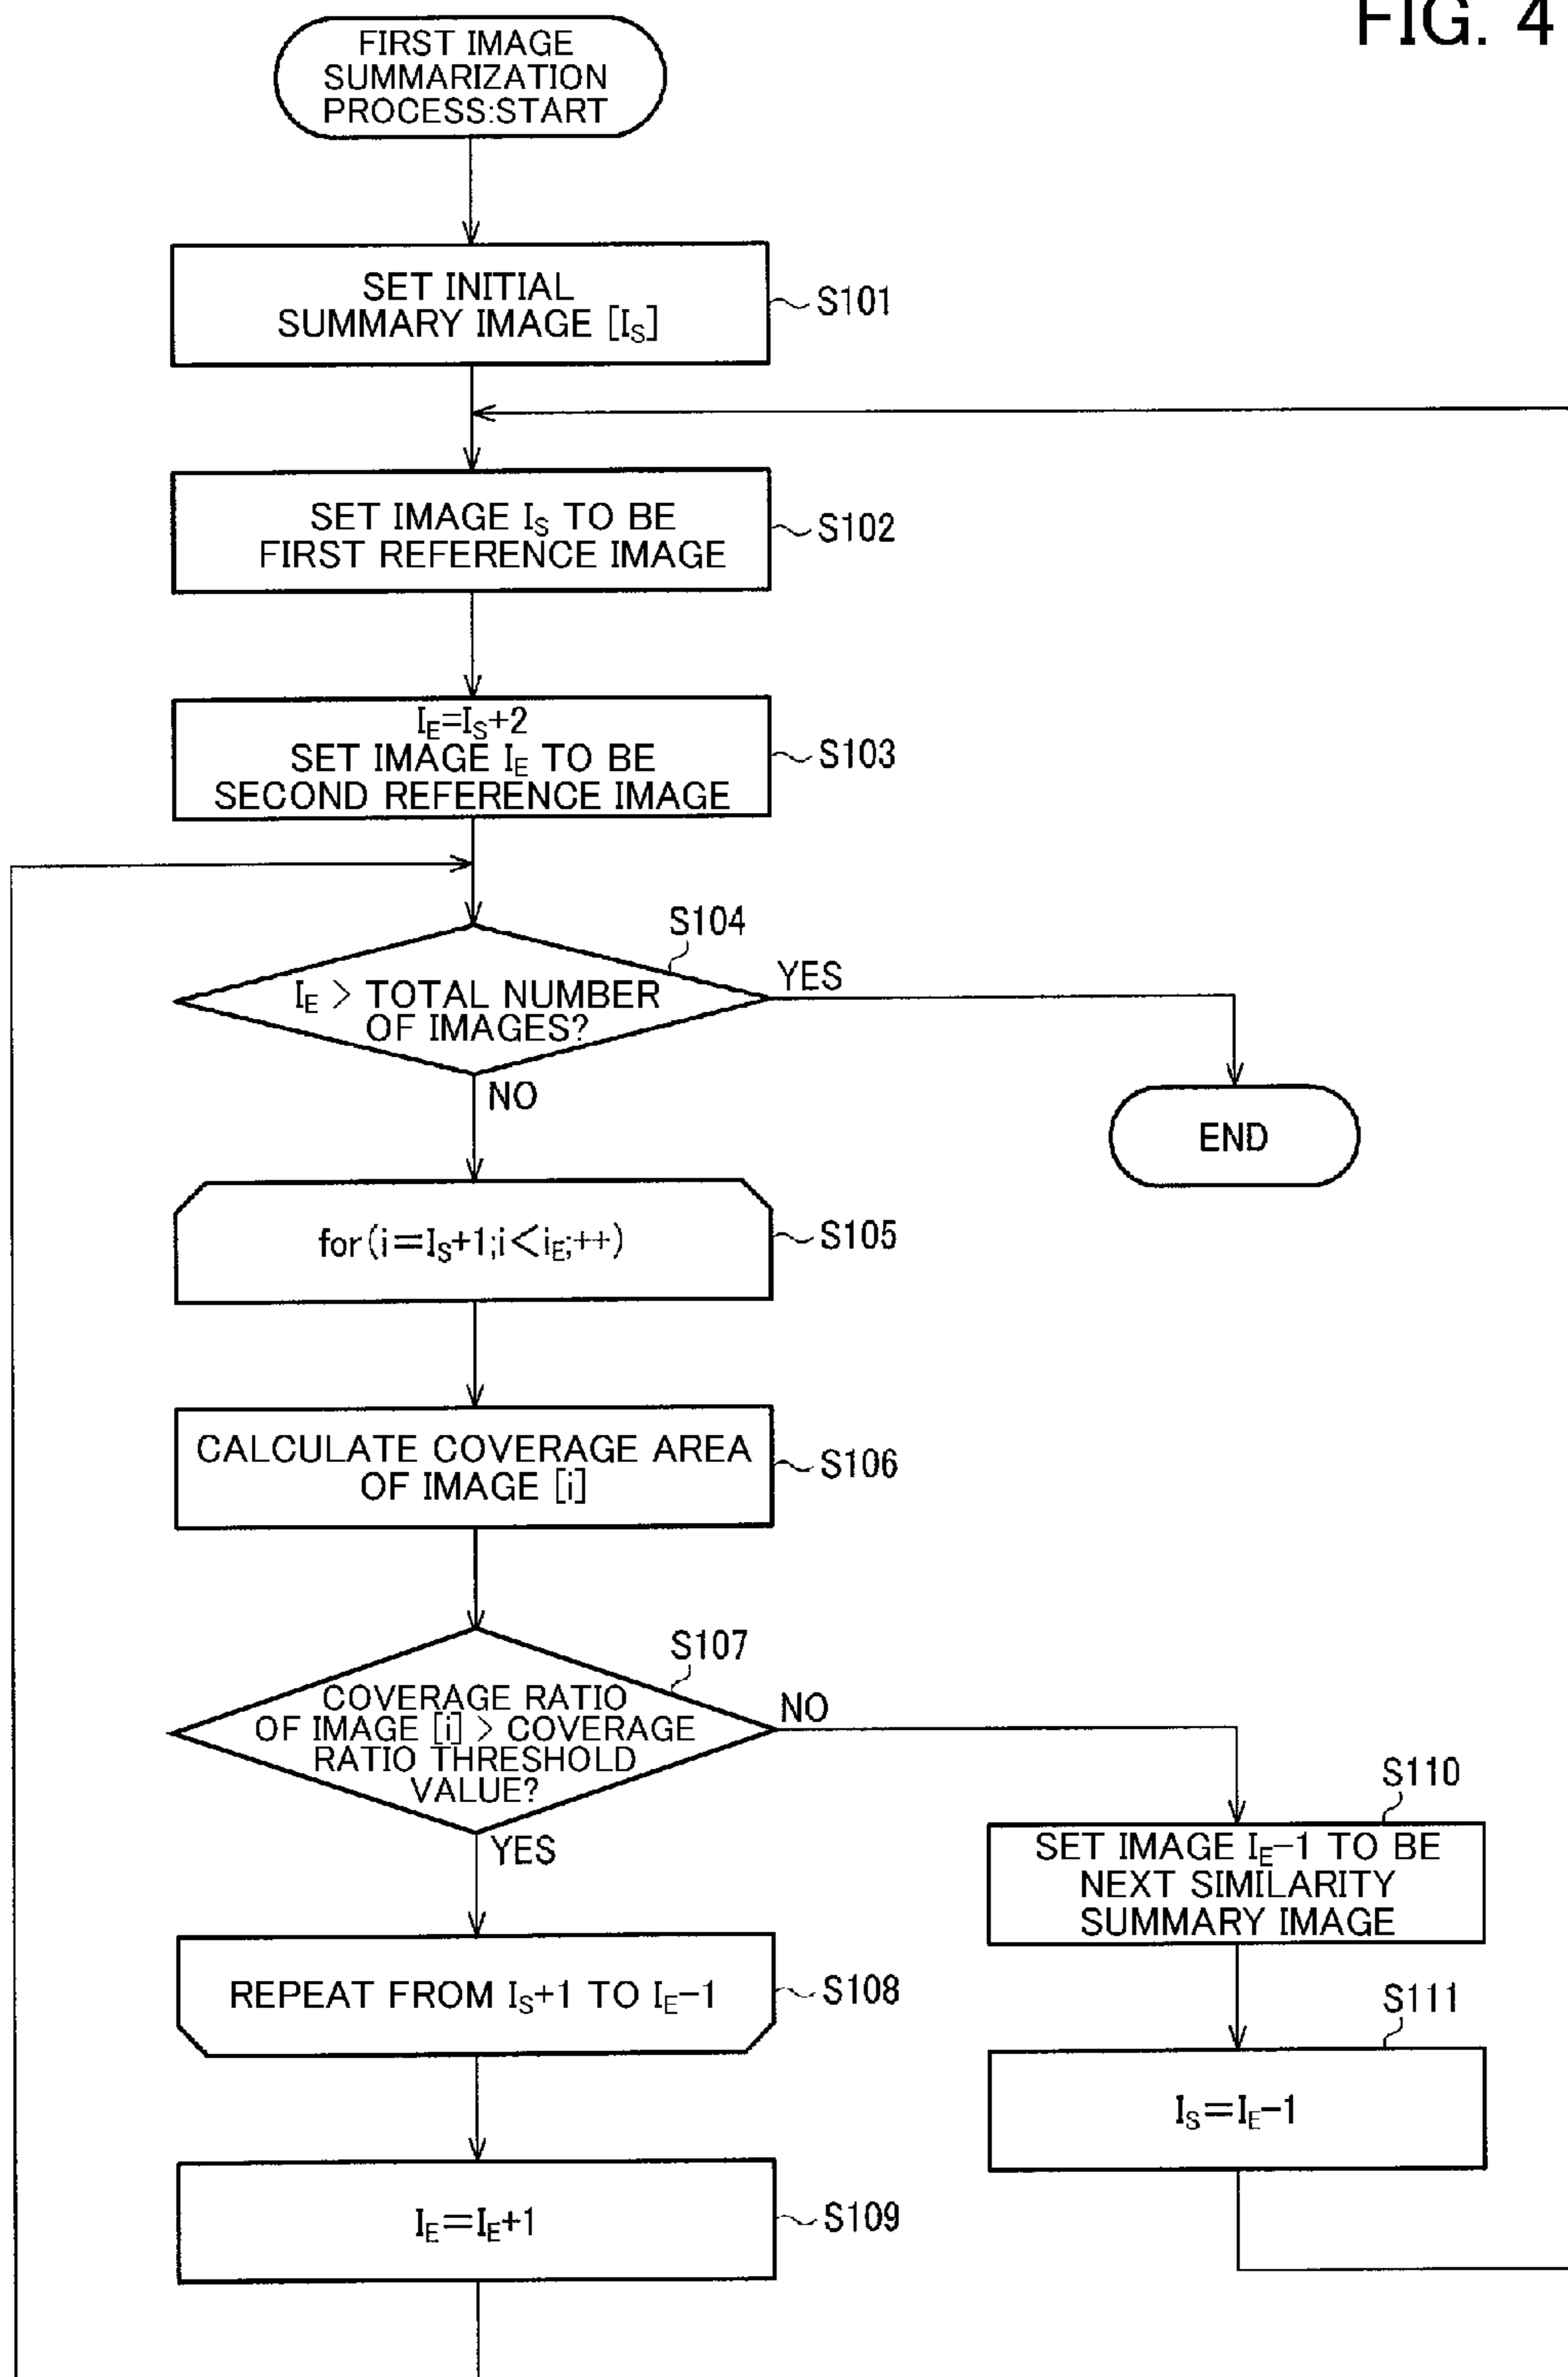 FIG. 4
FIRST IMAGE
SUMMARIZATION
PROCESS:START
SET INITIAL
SUMMARY IMAGE [IS]
S101
SET IMAGE IS TO BE
FIRST REFERENCE IMAGE
S102
IE=IS+2
SET IMAGE IE TO BE
SECOND REFERENCE IMAGE
S103
S104
IE > TOTAL NUMBER
OF IMAGES?
YES
NO
END
for(i=IS+1;i<iE;++)
S105
CALCULATE COVERAGE AREA
OF IMAGE [i]
S106
S107
COVERAGE RATIO
OF IMAGE [i] > COVERAGE
RATIO THRESHOLD
VALUE?
NO
YES
S110
SET IMAGE IE-1 TO BE
NEXT SIMILARITY
SUMMARY IMAGE
REPEAT FROM IS+1 TO IE-1
S108
S111
IS=IE-1
IE=IE+1
S109